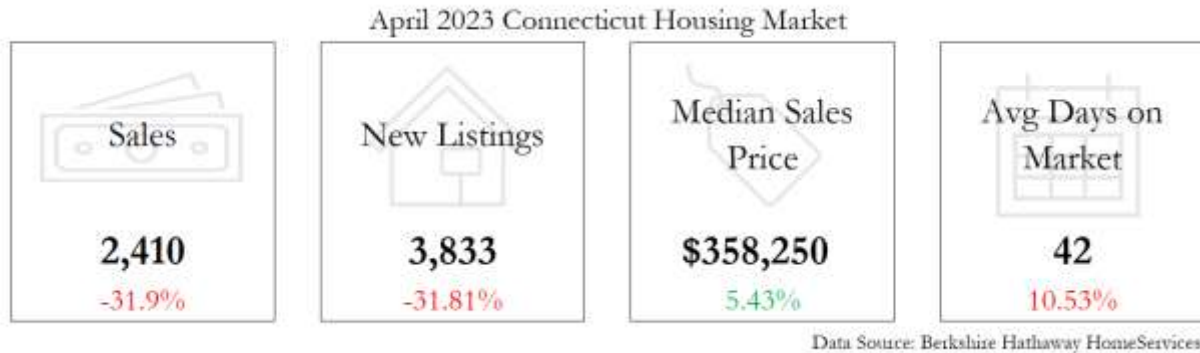 April 2023 Connecticut Housing Market
Sales
2,410
-31.9%
New Listings
3,833
-31.81%
Median Sales
Price
$358,250
5.43%
Avg Days on
Market
42
10.53%
Data Source: Berkshire Hathaway HomeServices